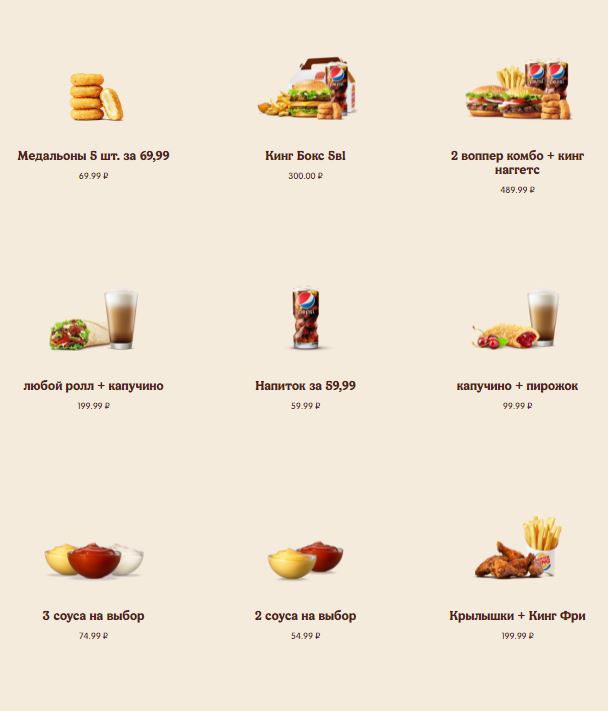 Медальоны 5 шт. за 69,99
69.99 ₽
Кинг Бокс 5в1
300.00 ₽
2 воппер комбо + кинг
наггетс
489.99 ₽
любой ролл + капучино
199.99 ₽
pepsi
Напиток за 59,99
59.99 ₽
капучино + пирожок
99.99 ₽
3 соуса на выбор
74.99 ₽
2 соуса на выбор
54.99 ₽
Крылышки + Кинг Фри
199.99 ₽